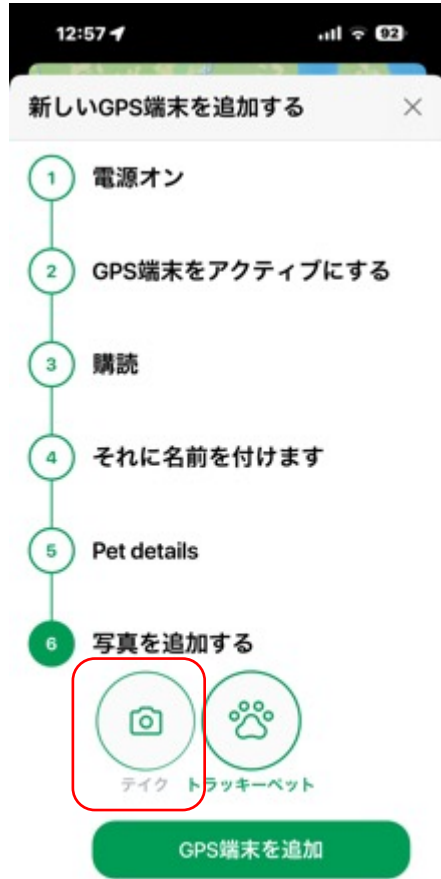 12:57
92
新しいGPS端末を追加する
1 電源オン
2 GPS端末をアクティブにする
3 購読
4 それに名前を付けます
5 Pet details
6 写真を追加する
テイク トラッキーペット
GPS端末を追加